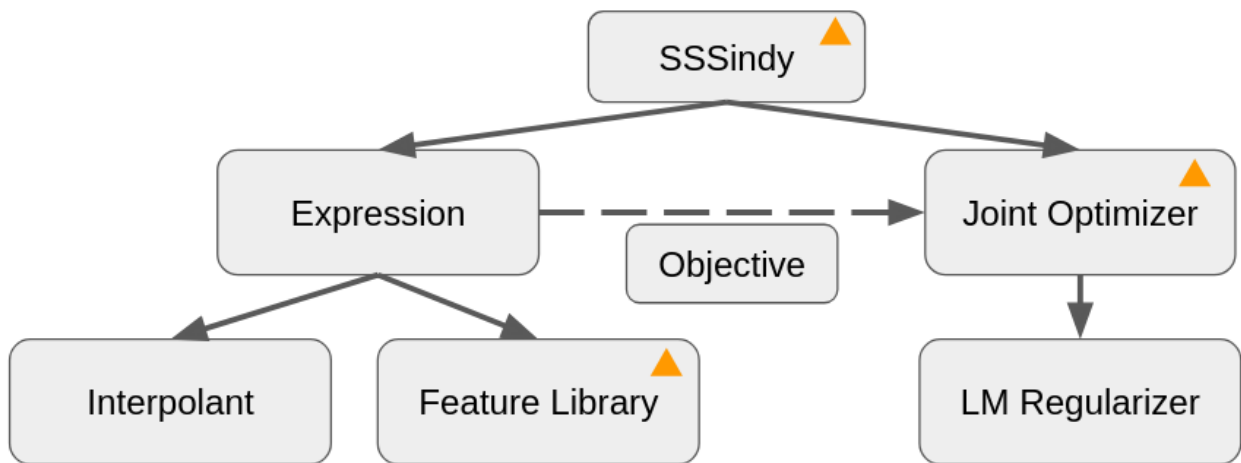 SSSindy
Expression
Joint Optimizer
Objective
Interpolant
Feature Library
LM Regularizer